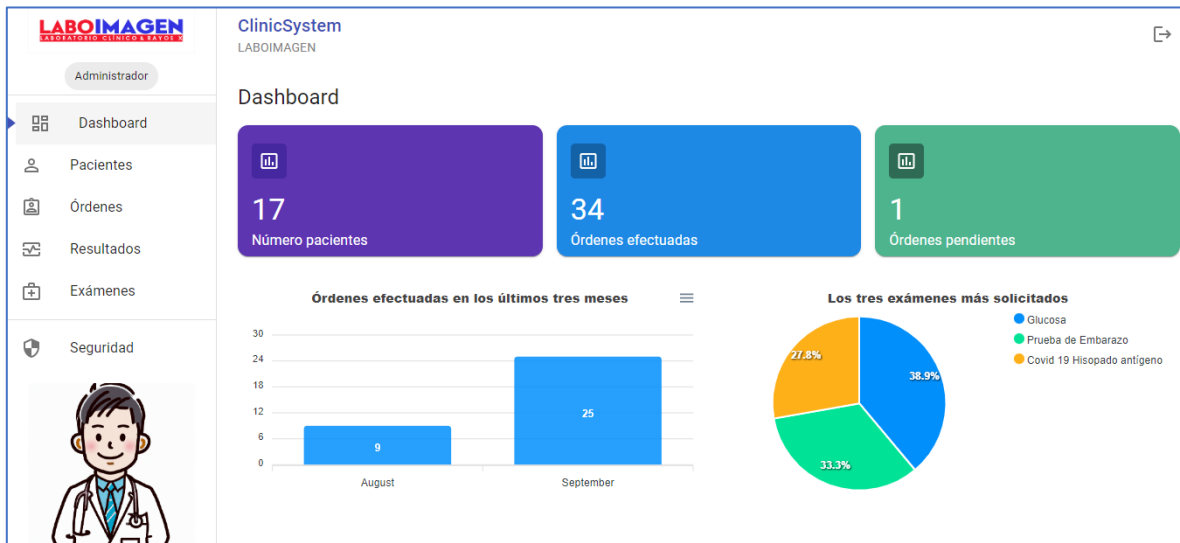 LABOIMAGEN
LABORATORIO CLÍNICO & RAYOS X
Administrador
Dashboard
Pacientes
Órdenes
Resultados
Exámenes
Seguridad
ClinicSystem
LABOIMAGEN
Dashboard
17
Número pacientes
34
Órdenes efectuadas
1
Órdenes pendientes
Órdenes efectuadas en los últimos tres meses
30
24
18
12
6
0
9
25
August
September
Los tres exámenes más solicitados
Glucosa
Prueba de Embarazo
Covid 19 Hisopado antígeno
27.8%
38.9%
33.3%